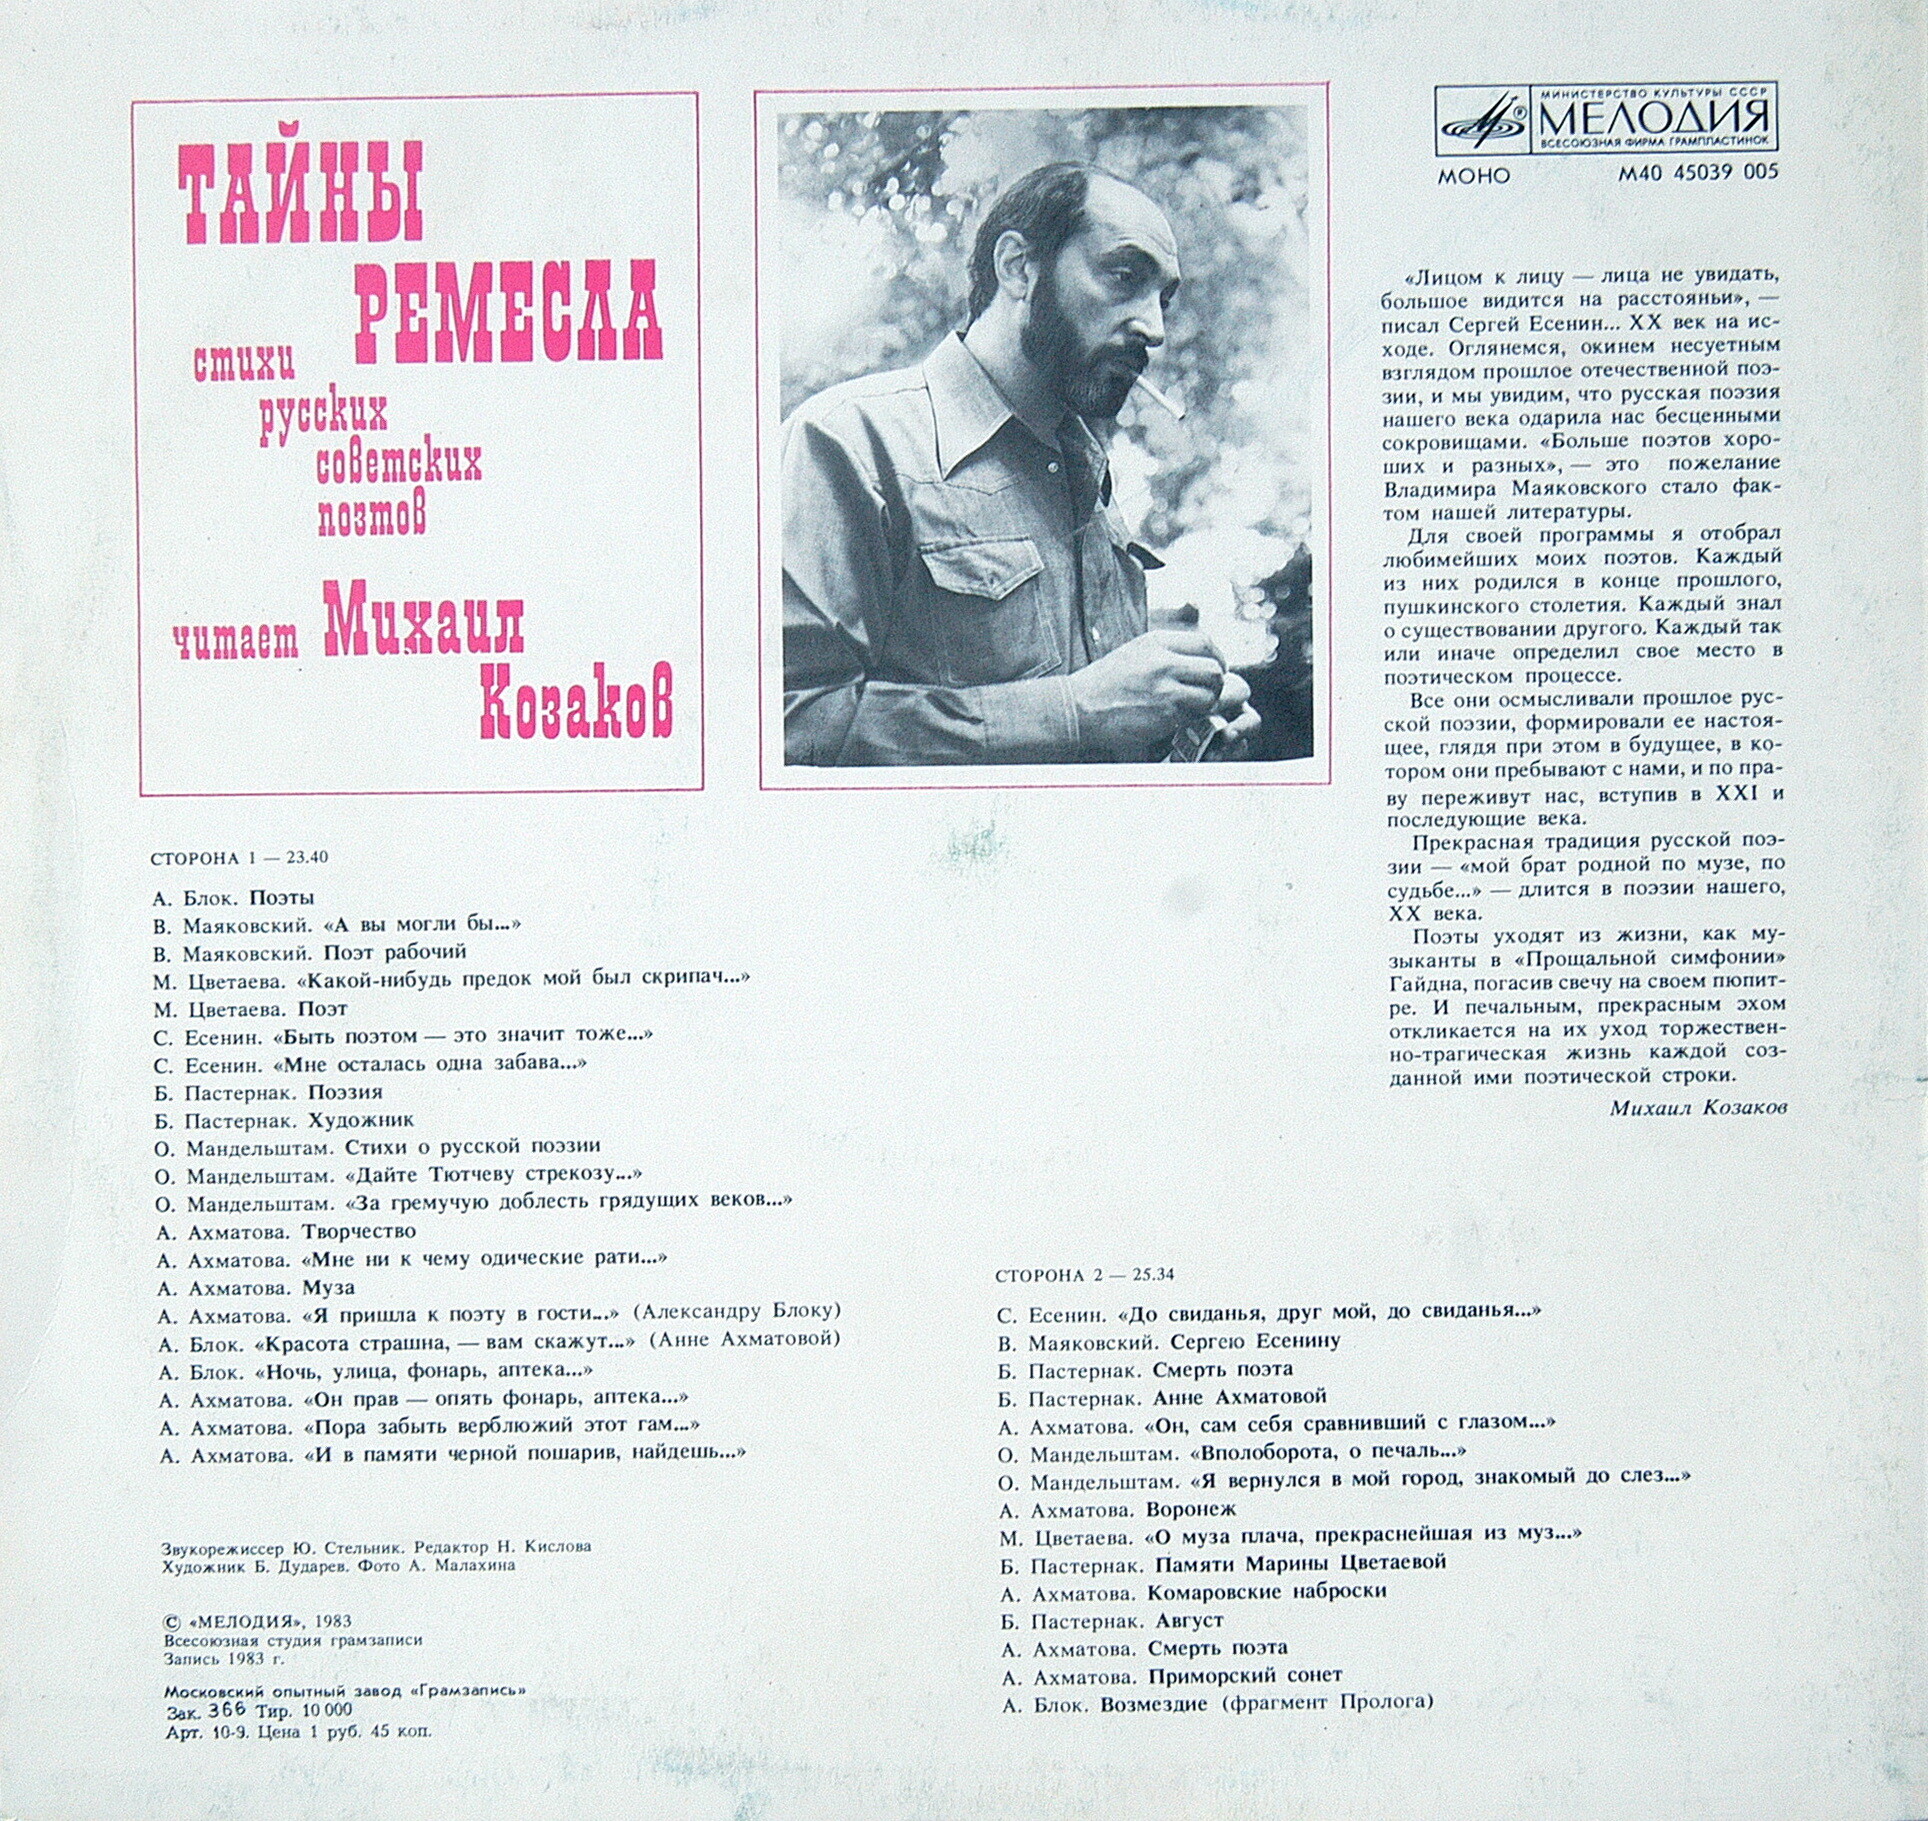 ТАЙНЫ
РЕМЕСЛА
стихи
русских
советских
поэтов
читает Михаил
Козаков
МИНИСТЕРСТВО КУЛЬТУРЫ СССР
МЕЛОДИЯ
ВСЕСОЮЗНАЯ ФИРМА ГРАМПЛАСТИНОК
МОНО М40 45039 005
«Лицом к лицу — лица не увидать,
большое видится на расстояньи», —
писал Сергей Есенин... XX век на ис-
ходе. Оглянемся, окинем несуетным
взглядом прошлое отечественной поэ-
зии, и мы увидим, что русская поэзия
нашего века одарила нас бесценными
сокровищами. «Больше поэтов хоро-
ших и разных», — это пожелание
Владимира Маяковского стало фак-
том нашей литературы.
Для своей программы я отобрал
любимейших моих поэтов. Каждый
из них родился в конце прошлого,
пушкинского столетия. Каждый знал
о существовании другого. Каждый так
или иначе определил свое место в
поэтическом процессе.
Все они осмысливали прошлое рус-
ской поэзии, формировали ее настоя-
щее, глядя при этом в будущее, в ко-
тором они пребывают с нами, и по пра-
ву переживут нас, вступив в XXI и
последующие века.
Прекрасная традиция русской поэ-
зии — «мой брат родной по музе, по
судьбе...» — длится в поэзии нашего,
XX века.
Поэты уходят из жизни, как му-
зыканты в «Прощальной симфонии»
Гайдна, погасив свечу на своем пюпит-
ре. И печальным, прекрасным эхом
откликается на их уход торжествен-
но-трагическая жизнь каждой соз-
данной ими поэтической строки.
Михаил Козаков
СТОРОНА 1 — 23.40
А. Блок. Поэты
В. Маяковский. «А вы могли бы...»
В. Маяковский. Поэт рабочий
М. Цветаева. «Какой-нибудь предок мой был скрипач...»
М. Цветаева. Поэт
С. Есенин. «Быть поэтом — это значит тоже...»
С. Есенин. «Мне осталась одна забава...»
Б. Пастернак. Поэзия
Б. Пастернак. Художник
О. Мандельштам. Стихи о русской поэзии
О. Мандельштам. «Дайте Тютчеву стрекозу...»
О. Мандельштам. «За гремучую доблесть грядущих веков...»
А. Ахматова. Творчество
А. Ахматова. «Мне ни к чему одические рати...»
А. Ахматова. Муза
А. Ахматова. «Я пришла к поэту в гости...» (Александру Блоку)
А. Блок. «Красота страшна, — вам скажут...» (Анне Ахматовой)
А. Блок. «Ночь, улица, фонарь, аптека...»
А. Ахматова. «Он прав — опять фонарь, аптека...»
А. Ахматова. «Пора забыть верблюжий этот гам...»
А. Ахматова. «И в памяти черной пошарив, найдешь...»
Звукорежиссер Ю. Стельник. Редактор Н. Кислова
Художник Б. Дударев. Фото А. Малахина
© «МЕЛОДИЯ», 1983
Всесоюзная студия грамзаписи
Запись 1983 г.
Московский опытный завод «Грамзапись»
Зак. 366 Тир. 10 000
Арт. 10-9. Цена 1 руб. 45 коп.
СТОРОНА 2 — 25.34
С. Есенин. «До свиданья, друг мой, до свиданья...»
В. Маяковский. Сергею Есенину
Б. Пастернак. Смерть поэта
Б. Пастернак. Анне Ахматовой
А. Ахматова. «Он, сам себя сравнивший с глазом...»
О. Мандельштам. «Вполоборота, о печаль...»
О. Мандельштам. «Я вернулся в мой город, знакомый до слез...»
А. Ахматова. Воронеж
М. Цветаева. «О муза плача, прекраснейшая из муз...»
Б. Пастернак. Памяти Марины Цветаевой
А. Ахматова. Комаровские наброски
Б. Пастернак. Август
А. Ахматова. Смерть поэта
А. Ахматова. Приморский сонет
А. Блок. Возмездие (фрагмент Пролога)